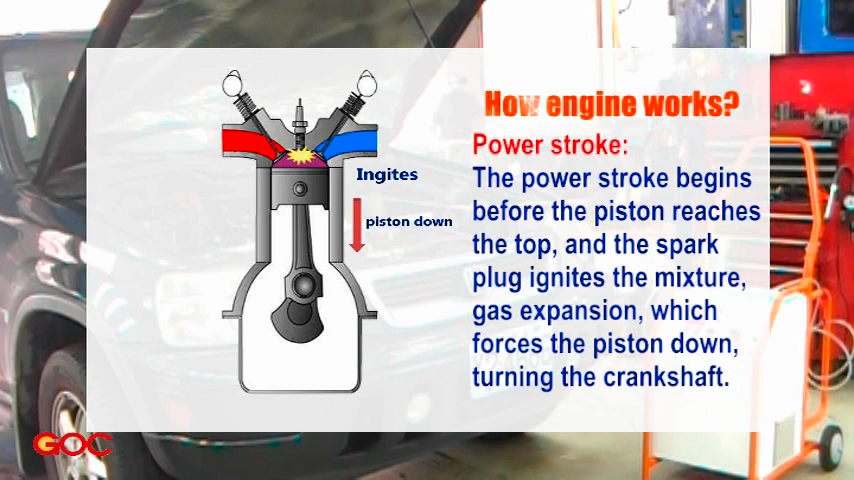 How engine works?
Power stroke:
The power stroke begins
before the piston reaches
the top, and the spark
plug ignites the mixture,
gas expansion, which
forces the piston down,
turning the crankshaft.
Ingites
piston down
GOC